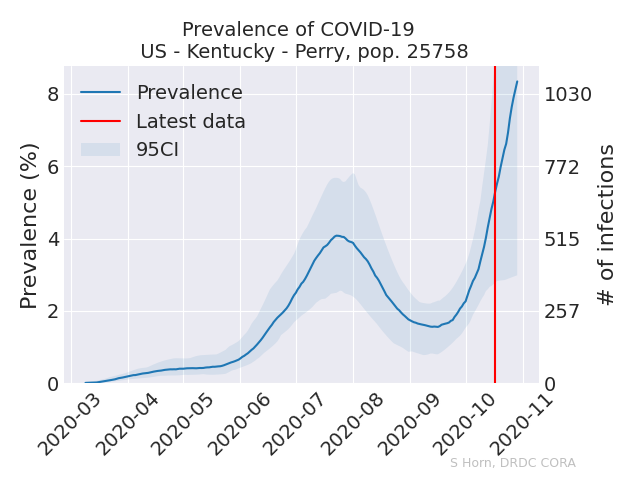 Prevalence of COVID-19
US - Kentucky - Perry, pop. 25758
Prevalence
Latest data
95CI
Prevalence (%)
8
6
4
2
0
1030
772
515
257
0
# of infections
2020-03
2020-04
2020-05
2020-06
2020-07
2020-08
2020-09
2020-10
2020-11
S Horn, DRDC CORA